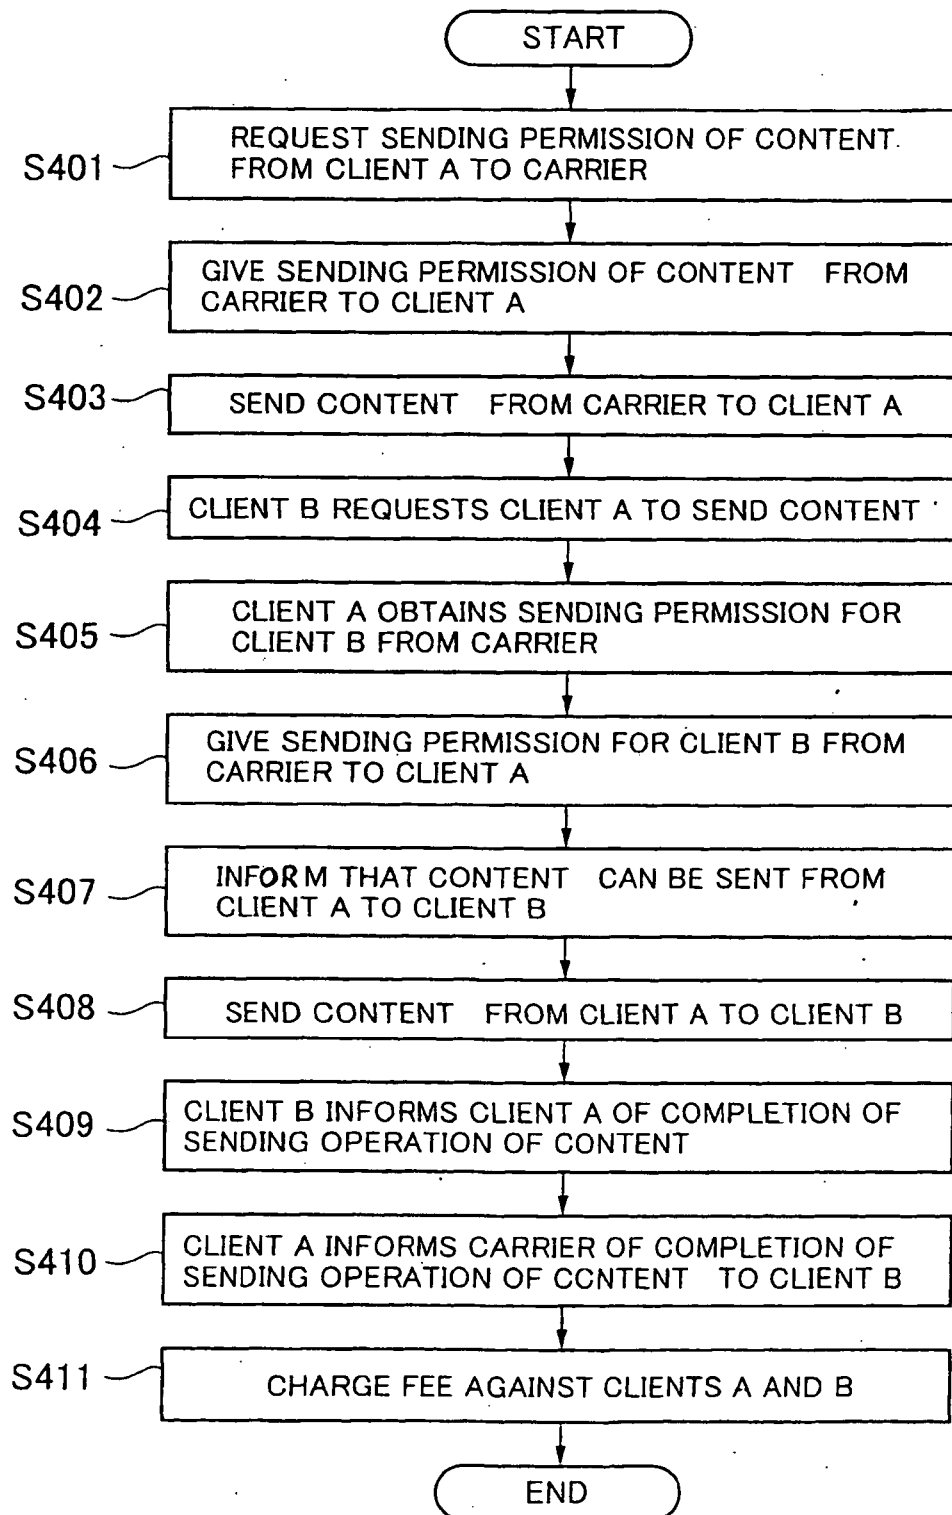 START
S401
REQUEST SENDING PERMISSION OF CONTENT
FROM CLIENT A TO CARRIER
S402
GIVE SENDING PERMISSION OF CONTENT FROM
CARRIER TO CLIENT A
S403
SEND CONTENT FROM CARRIER TO CLIENT A
S404
CLIENT B REQUESTS CLIENT A TO SEND CONTENT
S405
CLIENT A OBTAINS SENDING PERMISSION FOR
CLIENT B FROM CARRIER
S406
GIVE SENDING PERMISSION FOR CLIENT B FROM
CARRIER TO CLIENT A
S407
INFORM THAT CONTENT CAN BE SENT FROM
CLIENT A TO CLIENT B
S408
SEND CONTENT FROM CLIENT A TO CLIENT B
S409
CLIENT B INFORMS CLIENT A OF COMPLETION OF
SENDING OPERATION OF CONTENT
S410
CLIENT A INFORMS CARRIER OF COMPLETION OF
SENDING OPERATION OF CONTENT TO CLIENT B
S411
CHARGE FEE AGAINST CLIENTS A AND B
END